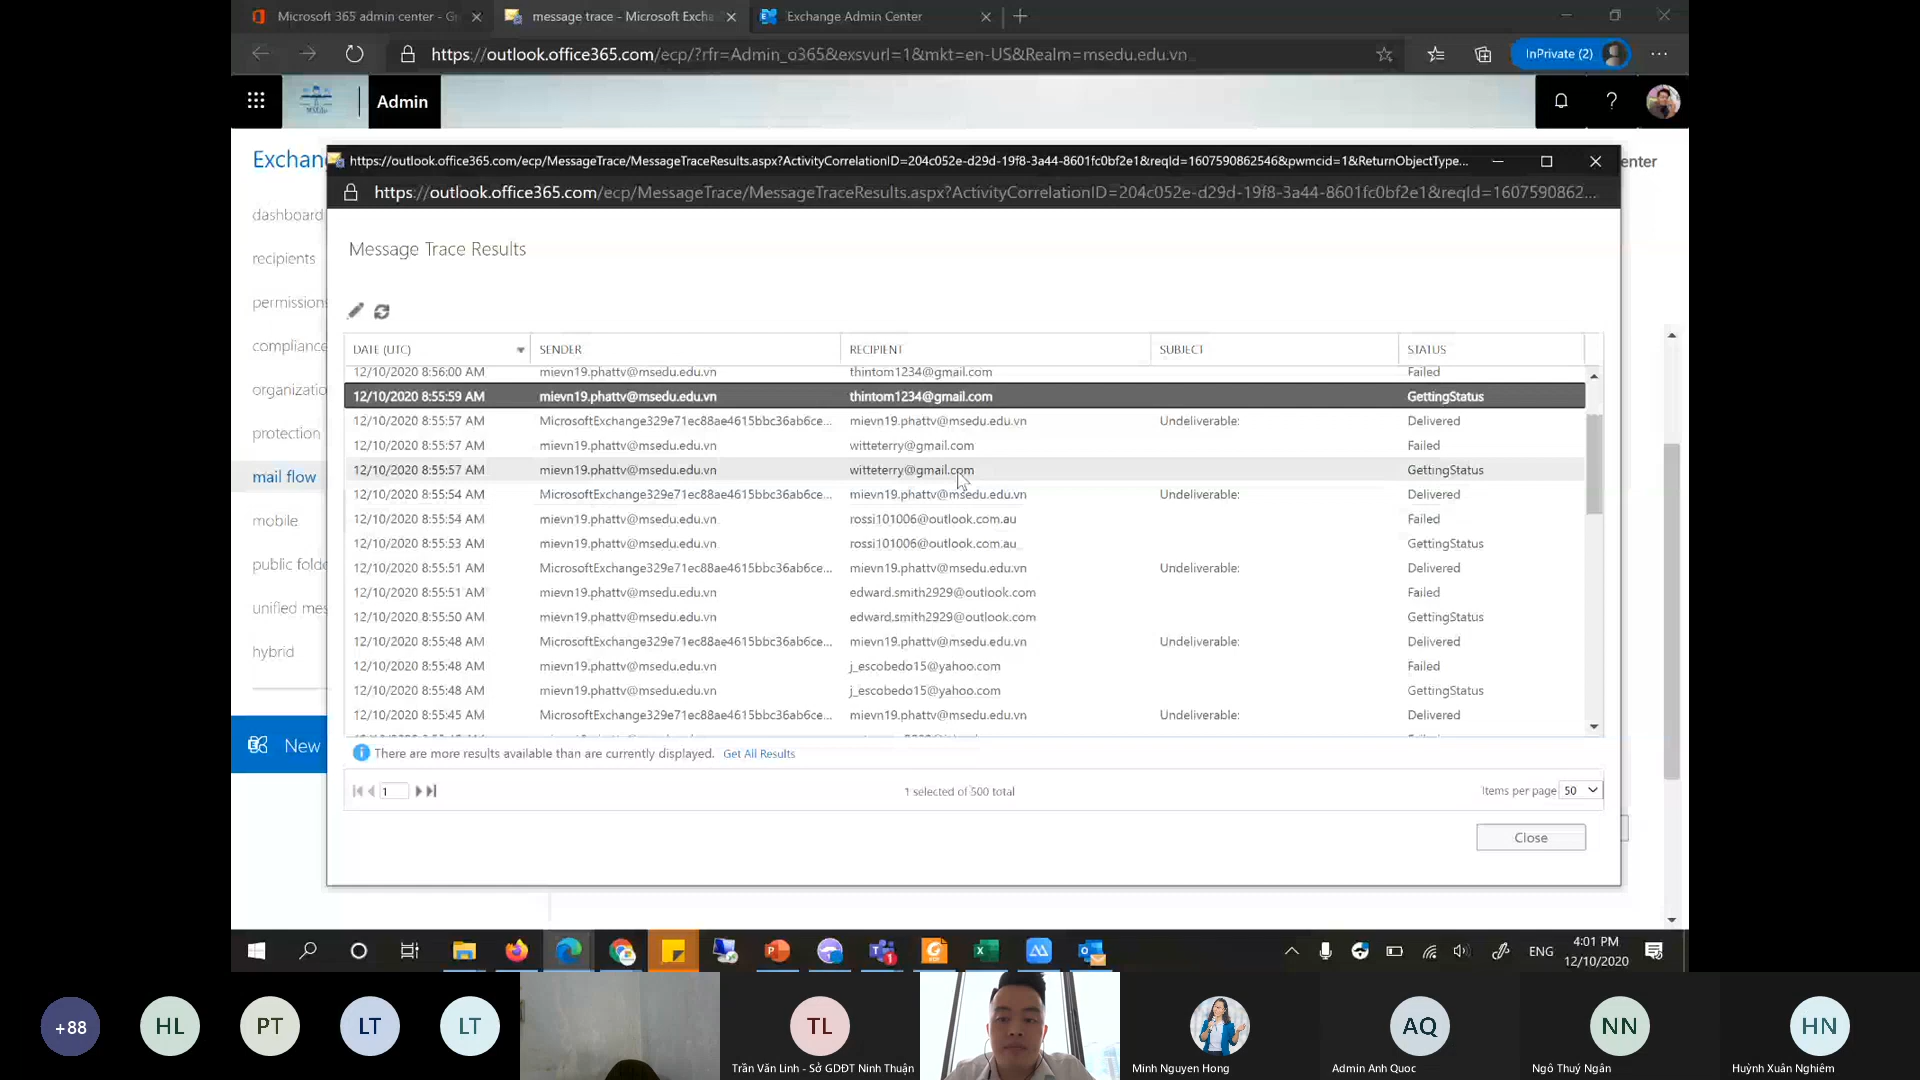 Microsoft 365 admin center - G
message trace - Microsoft Excha
Exchange Admin Center
https://outlook.office365.com/ecp/?rfr=Admin_o365&exsvurl=1&mkt=en-US&Realm=msedu.edu.vn
InPrivate (2)
Admin
Exchan
enter
https://outlook.office365.com/ecp/MessageTrace/MessageTraceResults.aspx?ActivityCorrelationID=204c052e-d29d-19f8-3a44-8601fc0bf2e1&reqId=1607590862546&pwmcid=1&ReturnObjectType...
https://outlook.office365.com/ecp/MessageTrace/MessageTraceResults.aspx?ActivityCorrelationID=204c052e-d29d-19f8-3a44-8601fc0bf2e1&reqId=1607590862...
dashboard
recipients
permissions
compliance
organizatio
protection
mail flow
mobile
public folde
unified mes
hybrid
New
Message Trace Results
DATE (UTC) SENDER RECIPIENT SUBJECT STATUS
12/10/2020 8:56:00 AM mievn19.phattv@msedu.edu.vn thintom1234@gmail.com Failed
12/10/2020 8:55:59 AM mievn19.phattv@msedu.edu.vn thintom1234@gmail.com GettingStatus
12/10/2020 8:55:57 AM MicrosoftExchange329e71ec88ae4615bbc36ab6ce... mievn19.phattv@msedu.edu.vn Undeliverable: Delivered
12/10/2020 8:55:57 AM mievn19.phattv@msedu.edu.vn witteterry@gmail.com Failed
12/10/2020 8:55:57 AM mievn19.phattv@msedu.edu.vn witteterry@gmail.com GettingStatus
12/10/2020 8:55:54 AM MicrosoftExchange329e71ec88ae4615bbc36ab6ce... mievn19.phattv@msedu.edu.vn Undeliverable: Delivered
12/10/2020 8:55:54 AM mievn19.phattv@msedu.edu.vn rossi101006@outlook.com.au Failed
12/10/2020 8:55:53 AM mievn19.phattv@msedu.edu.vn rossi101006@outlook.com.au GettingStatus
12/10/2020 8:55:51 AM MicrosoftExchange329e71ec88ae4615bbc36ab6ce... mievn19.phattv@msedu.edu.vn Undeliverable: Delivered
12/10/2020 8:55:51 AM mievn19.phattv@msedu.edu.vn edward.smith2929@outlook.com Failed
12/10/2020 8:55:50 AM mievn19.phattv@msedu.edu.vn edward.smith2929@outlook.com GettingStatus
12/10/2020 8:55:48 AM MicrosoftExchange329e71ec88ae4615bbc36ab6ce... mievn19.phattv@msedu.edu.vn Undeliverable: Delivered
12/10/2020 8:55:48 AM mievn19.phattv@msedu.edu.vn j_escobedo15@yahoo.com Failed
12/10/2020 8:55:48 AM mievn19.phattv@msedu.edu.vn j_escobedo15@yahoo.com GettingStatus
12/10/2020 8:55:45 AM MicrosoftExchange329e71ec88ae4615bbc36ab6ce... mievn19.phattv@msedu.edu.vn Undeliverable: Delivered
There are more results available than are currently displayed. Get All Results
1
1 selected of 500 total
Items per page 50
Close
ENG
4:01 PM
12/10/2020
+88
HL
PT
LT
LT
TL
Trần Văn Linh - Sở GDĐT Ninh Thuận
Minh Nguyen Hong
AQ
Admin Anh Quoc
NN
Ngô Thuý Ngân
HN
Huỳnh Xuân Nghiêm